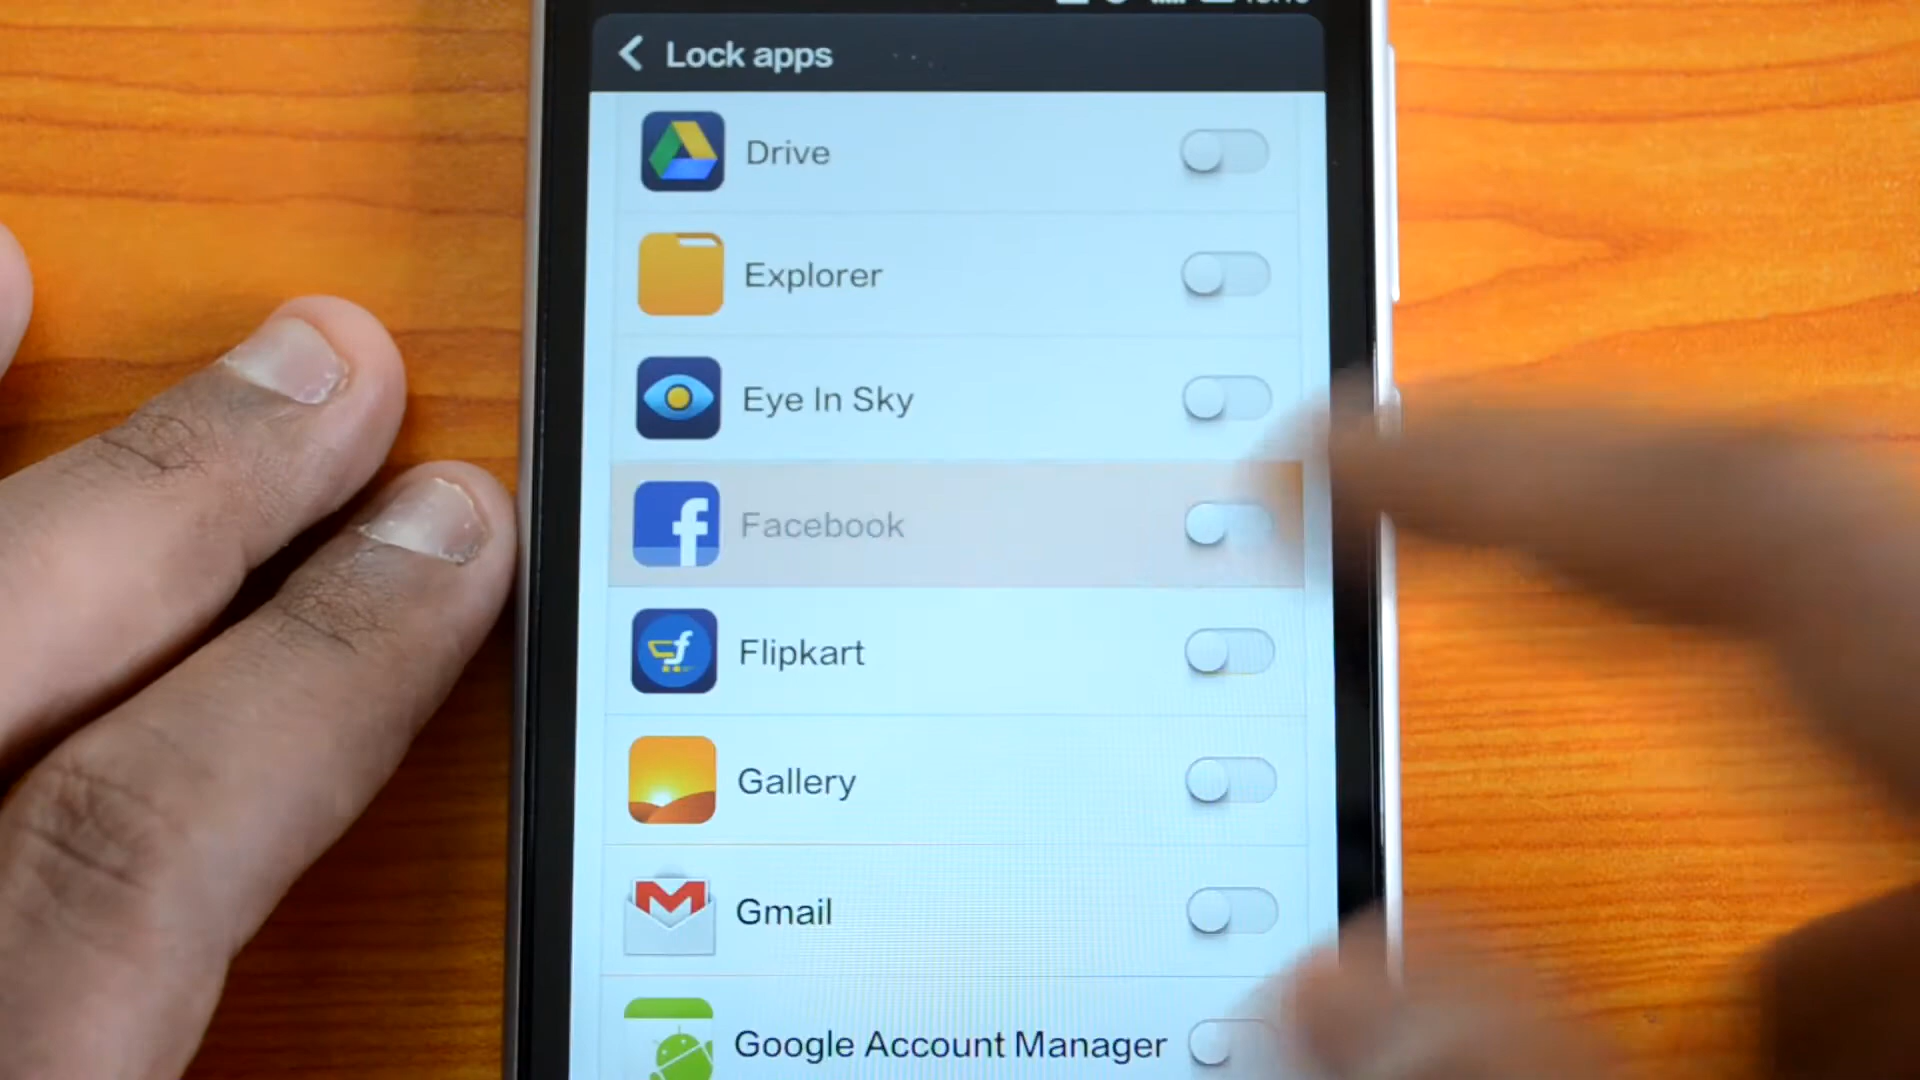 Lock apps
Drive
Explorer
Eye In Sky
Facebook
Flipkart
Gallery
Gmail
Google Account Manager